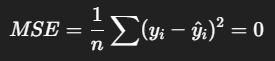 MSE = \frac{1}{n} \sum (y_i - \hat{y}_i)^2 = 0